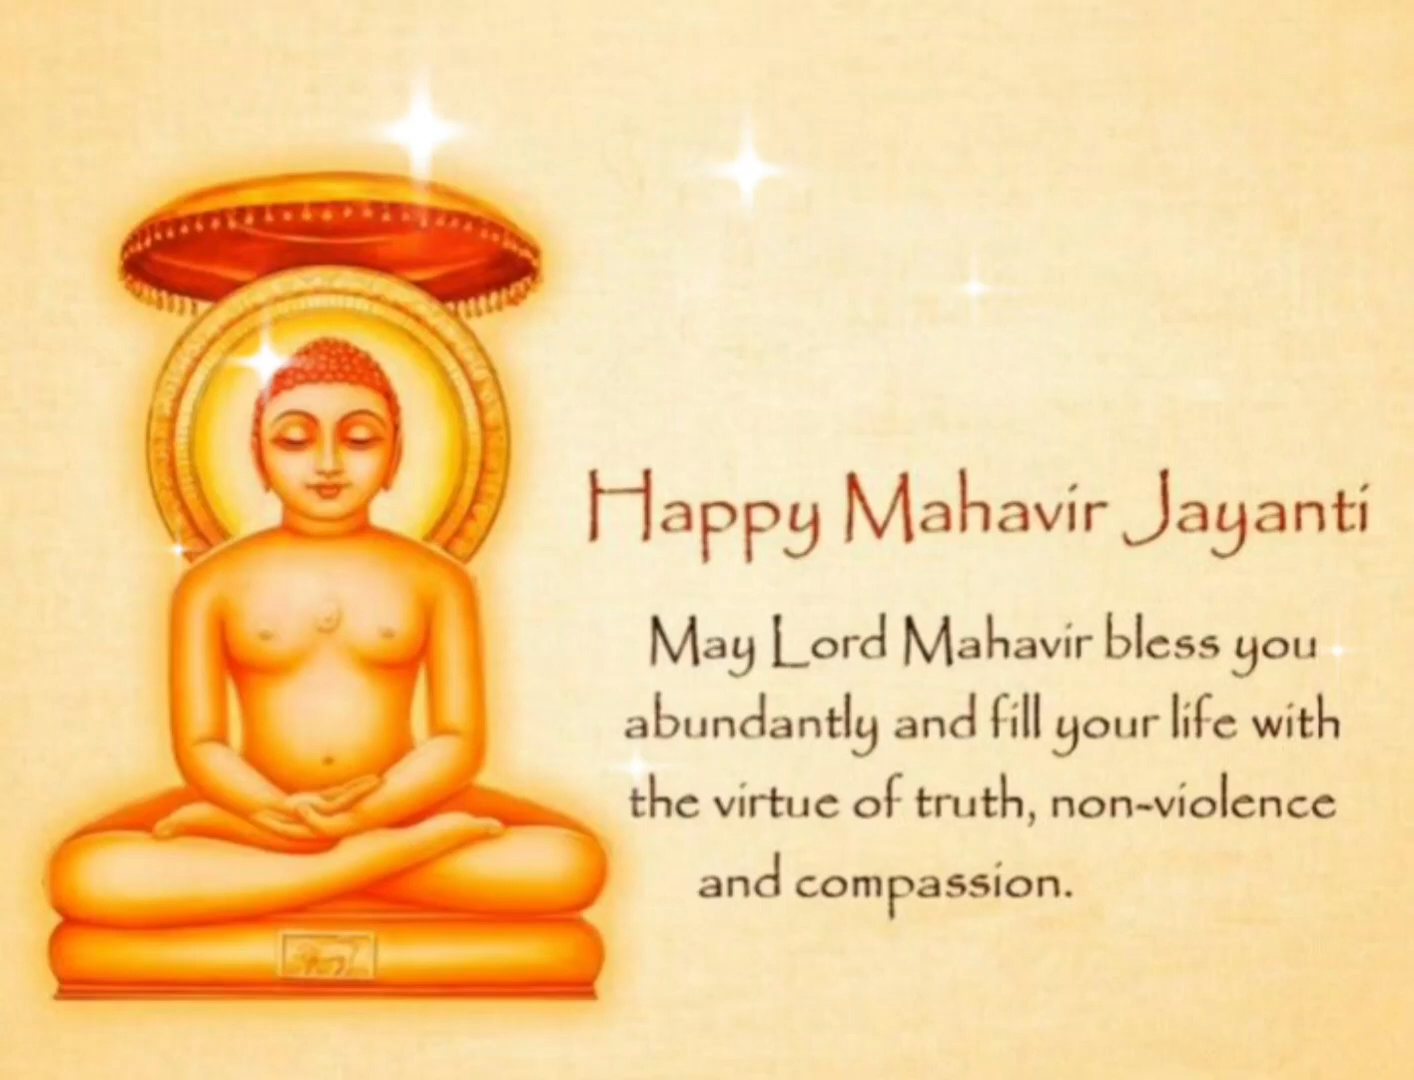 Happy Mahavir Jayanti
May Lord Mahavir bless you
abundantly and fill your life with
the virtue of truth, non-violence
and compassion.